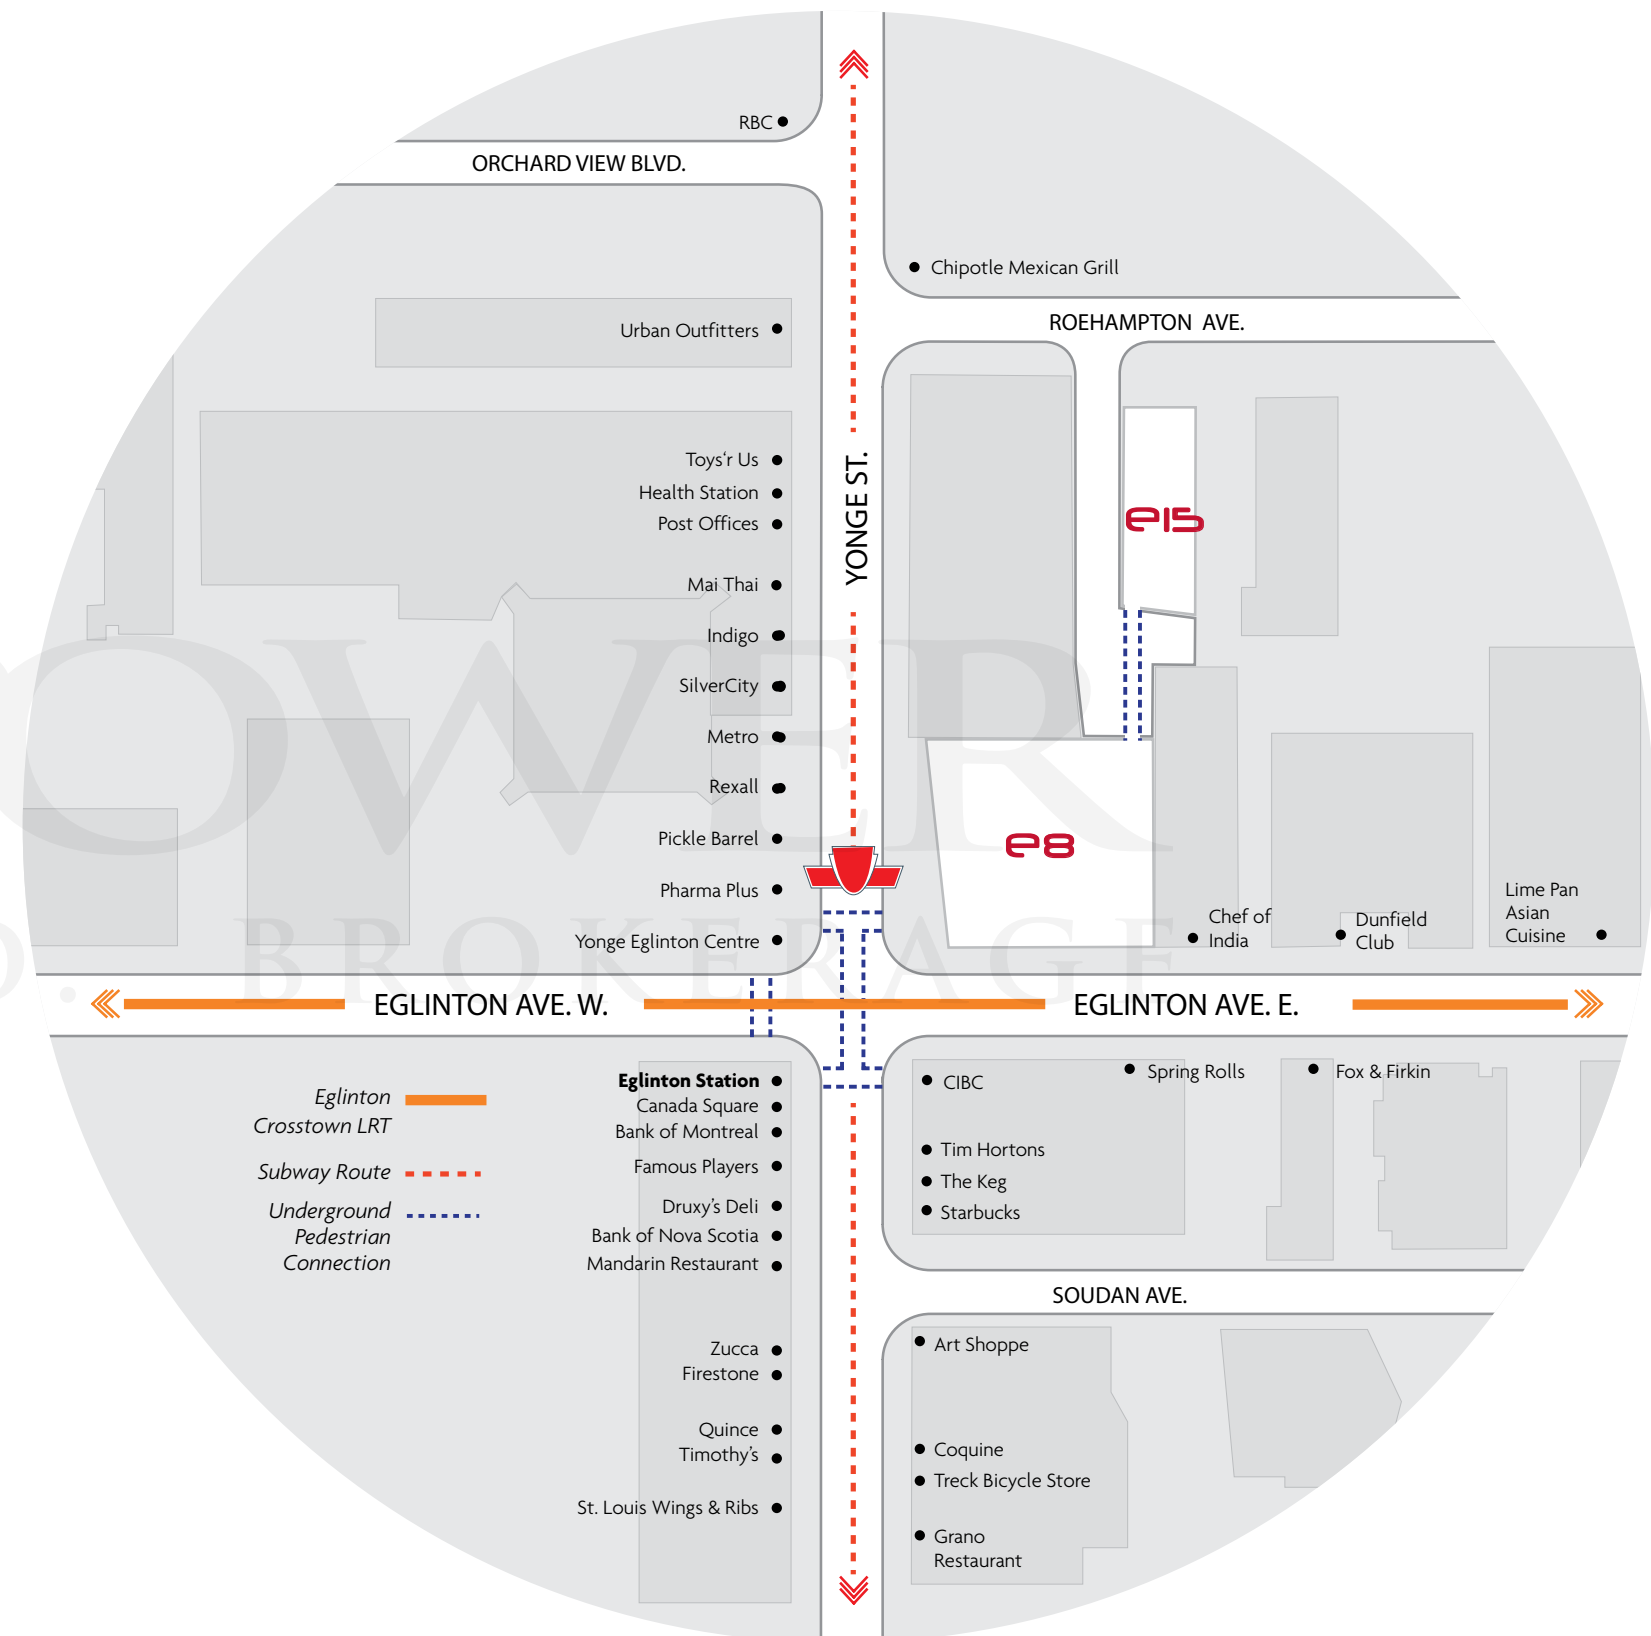 RBC
ORCHARD VIEW BLVD.
Chipotle Mexican Grill
ROEHAMPTON AVE.
Urban Outfitters
Toys'r Us
Health Station
Post Offices
YONGE ST.
e15
Mai Thai
Indigo
SilverCity
Metro
Rexall
Pickle Barrel
e8
Pharma Plus
Yonge Eglinton Centre
Chef of
India
Dunfield
Club
Lime Pan
Asian
Cuisine
OWER
D. BROKERAGE
EGLINTON AVE. W.
EGLINTON AVE. E.
Eglinton
Crosstown LRT
Subway Route
Underground
Pedestrian
Connection
Eglinton Station
Canada Square
Bank of Montreal
Famous Players
Druxy's Deli
Bank of Nova Scotia
Mandarin Restaurant
Zucca
Firestone
Quince
Timothy's
St. Louis Wings & Ribs
CIBC
Spring Rolls
Fox & Firkin
Tim Hortons
The Keg
Starbucks
SOUDAN AVE.
Art Shoppe
Coquine
Treck Bicycle Store
Grano
Restaurant